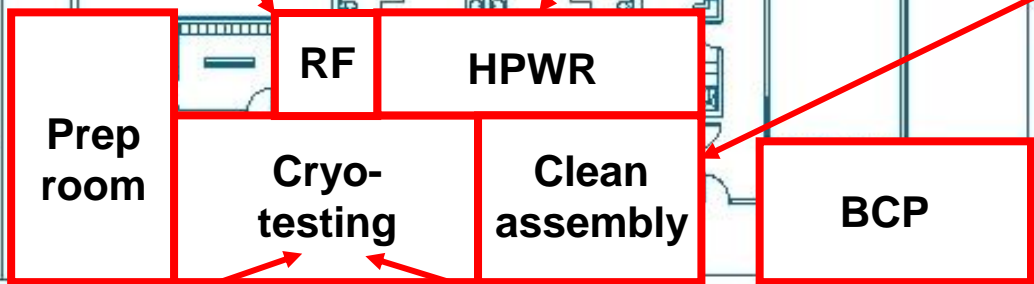 RF
HPWR
Prep
room
Cryo-
testing
Clean
assembly
BCP